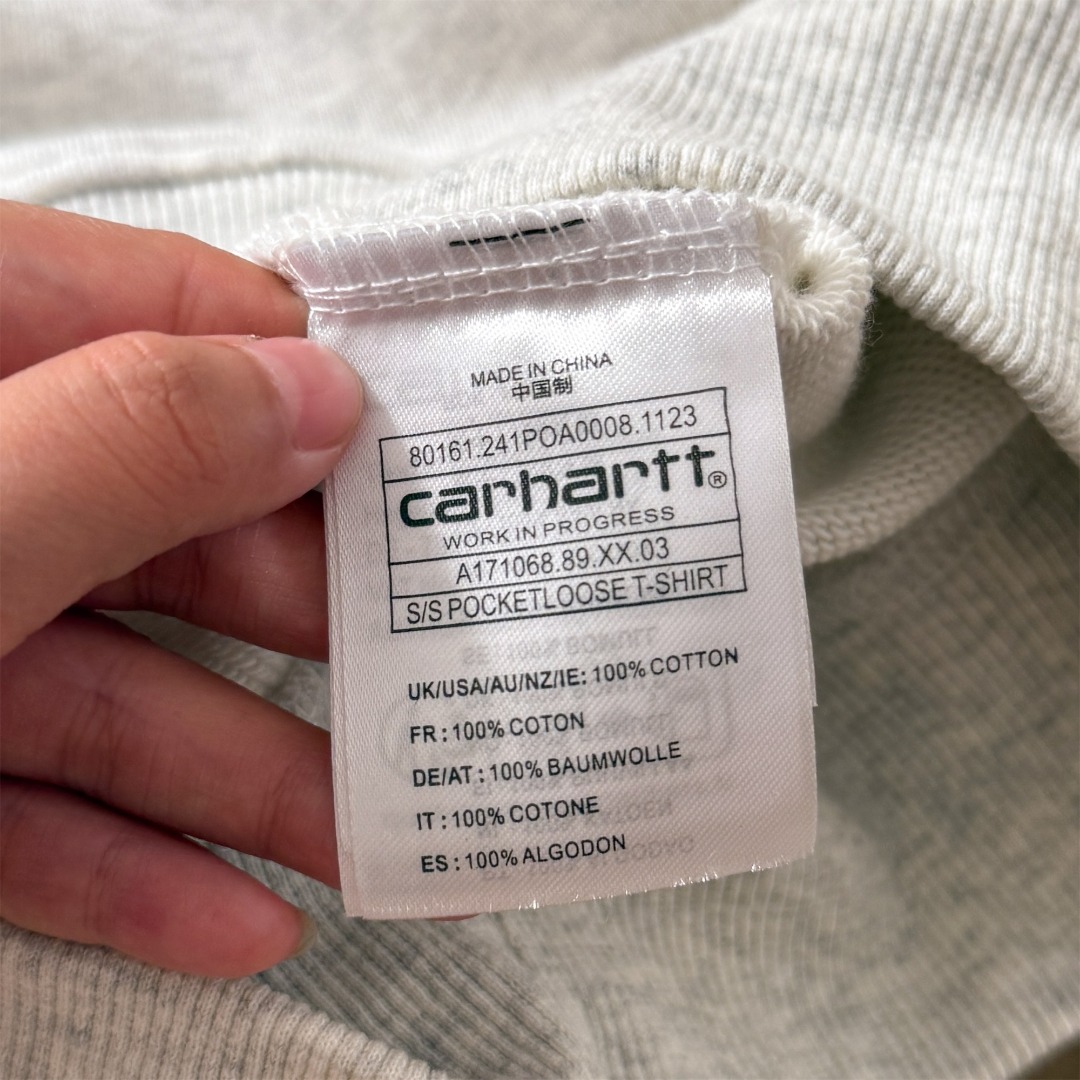 MADE IN CHINA
中国制
80161.241POA0008.1123
carhartt®
WORK IN PROGRESS
A171068.89.XX.03
S/S POCKETLOOSE T-SHIRT
UK/USA/AU/NZ/IE: 100% COTTON
FR : 100% COTON
DE/AT : 100% BAUMWOLLE
IT : 100% COTONE
ES : 100% ALGODON